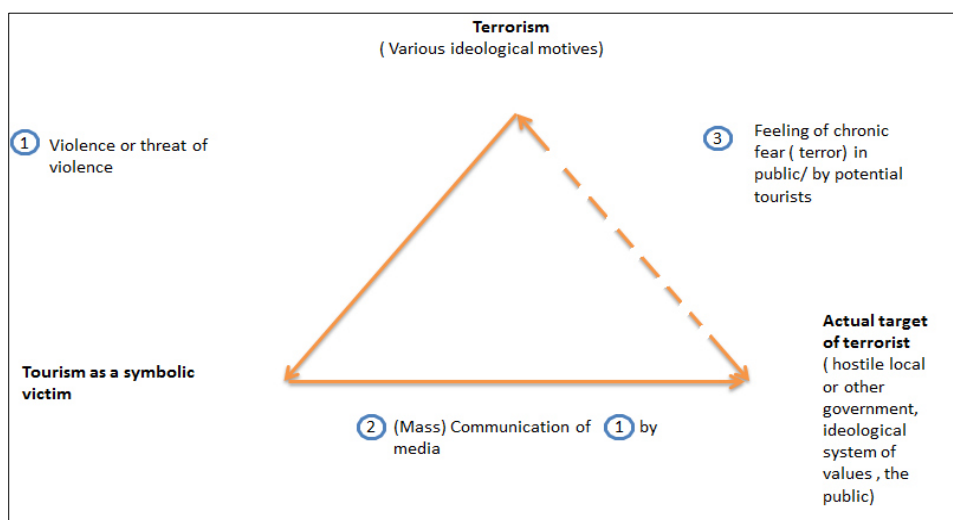 Terrorism
( Various ideological motives)
1 Violence or threat of
violence
3 Feeling of chronic
fear ( terror) in
public/ by potential
tourists
Tourism as a symbolic
victim
Actual target
of terrorist
( hostile local
or other
government,
ideological
system of
values , the
public)
2 (Mass) Communication of 1 by
media